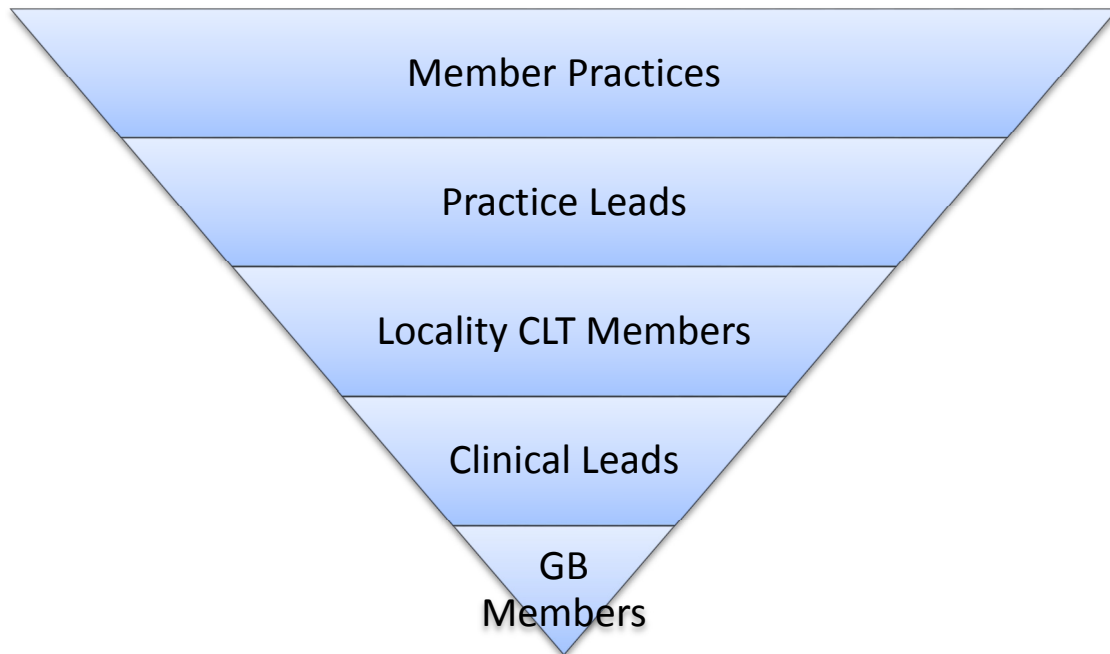 Member Practices
Practice Leads
Locality CLT Members
Clinical Leads
GB
Members